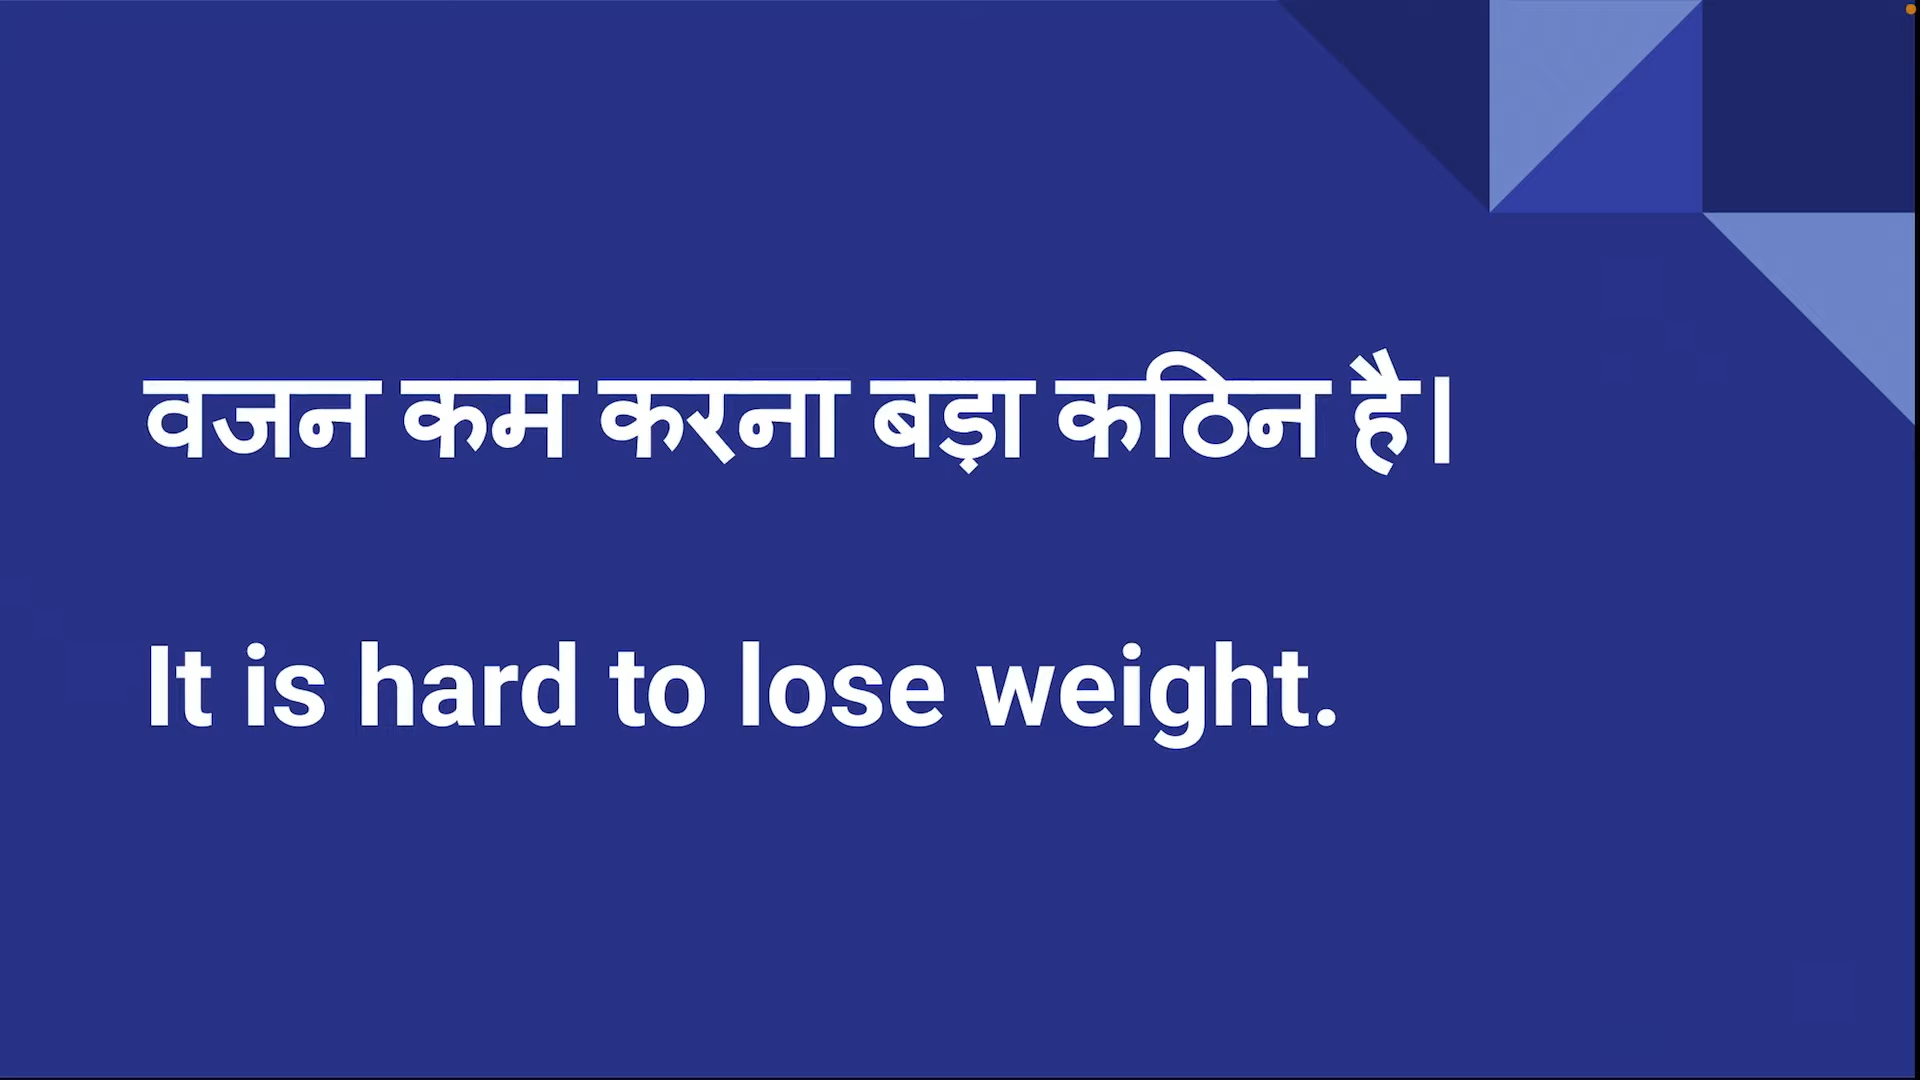 वजन कम करना बड़ा कठिन है।
It is hard to lose weight.